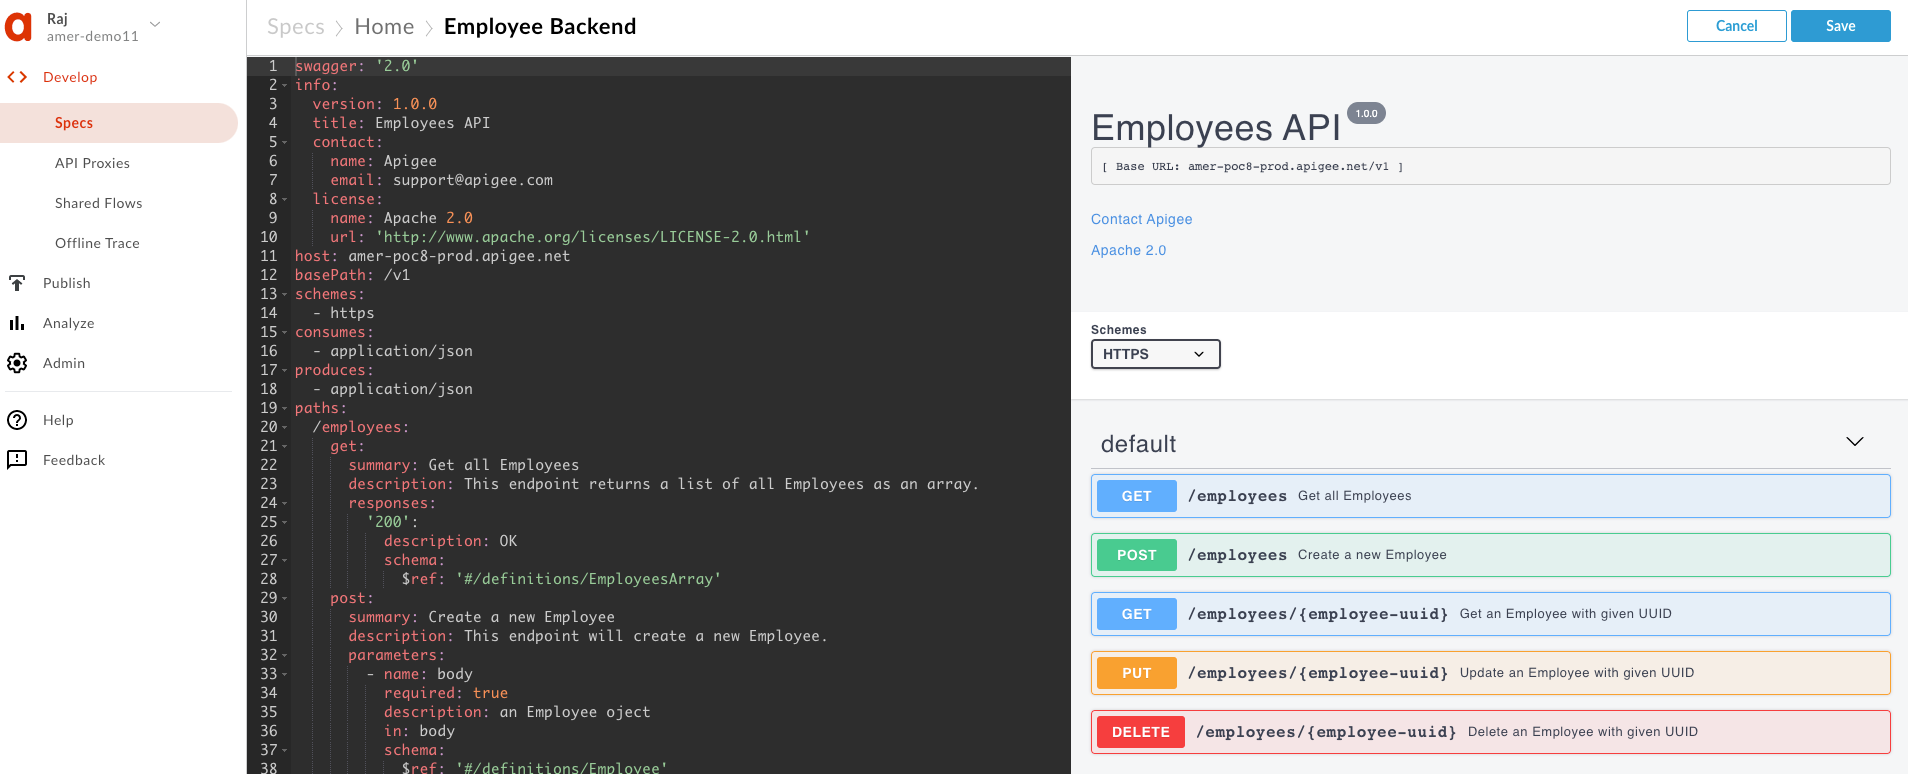 Raj
amer-demo11
Develop
Specs
API Proxies
Shared Flows
Offline Trace
Publish
Analyze
Admin
Help
Feedback
Specs Home Employee Backend
Cancel Save
1 swagger: '2.0'
2 info:
3 version: 1.0.0
4 title: Employees API
5 contact:
6 name: Apigee
7 email: support@apigee.com
8 license:
9 name: Apache 2.0
10 url: 'http://www.apache.org/licenses/LICENSE-2.0.html'
11 host: amer-poc8-prod.apigee.net
12 basePath: /v1
13 schemes:
14 - https
15 consumes:
16 - application/json
17 produces:
18 - application/json
19 paths:
20 /employees:
21 get:
22 summary: Get all Employees
23 description: This endpoint returns a list of all Employees as an array.
24 responses:
25 '200':
26 description: OK
27 schema:
28 $ref: '#/definitions/EmployeesArray'
29 post:
30 summary: Create a new Employee
31 description: This endpoint will create a new Employee.
32 parameters:
33 - name: body
34 required: true
35 description: an Employee oject
36 in: body
37 schema:
38 $ref: '#/definitions/Employee'
Employees API 1.0.0
[ Base URL: amer-poc8-prod.apigee.net/v1 ]
Contact Apigee
Apache 2.0
Schemes
HTTPS
default
GET /employees Get all Employees
POST /employees Create a new Employee
GET /employees/{employee-uuid} Get an Employee with given UUID
PUT /employees/{employee-uuid} Update an Employee with given UUID
DELETE /employees/{employee-uuid} Delete an Employee with given UUID